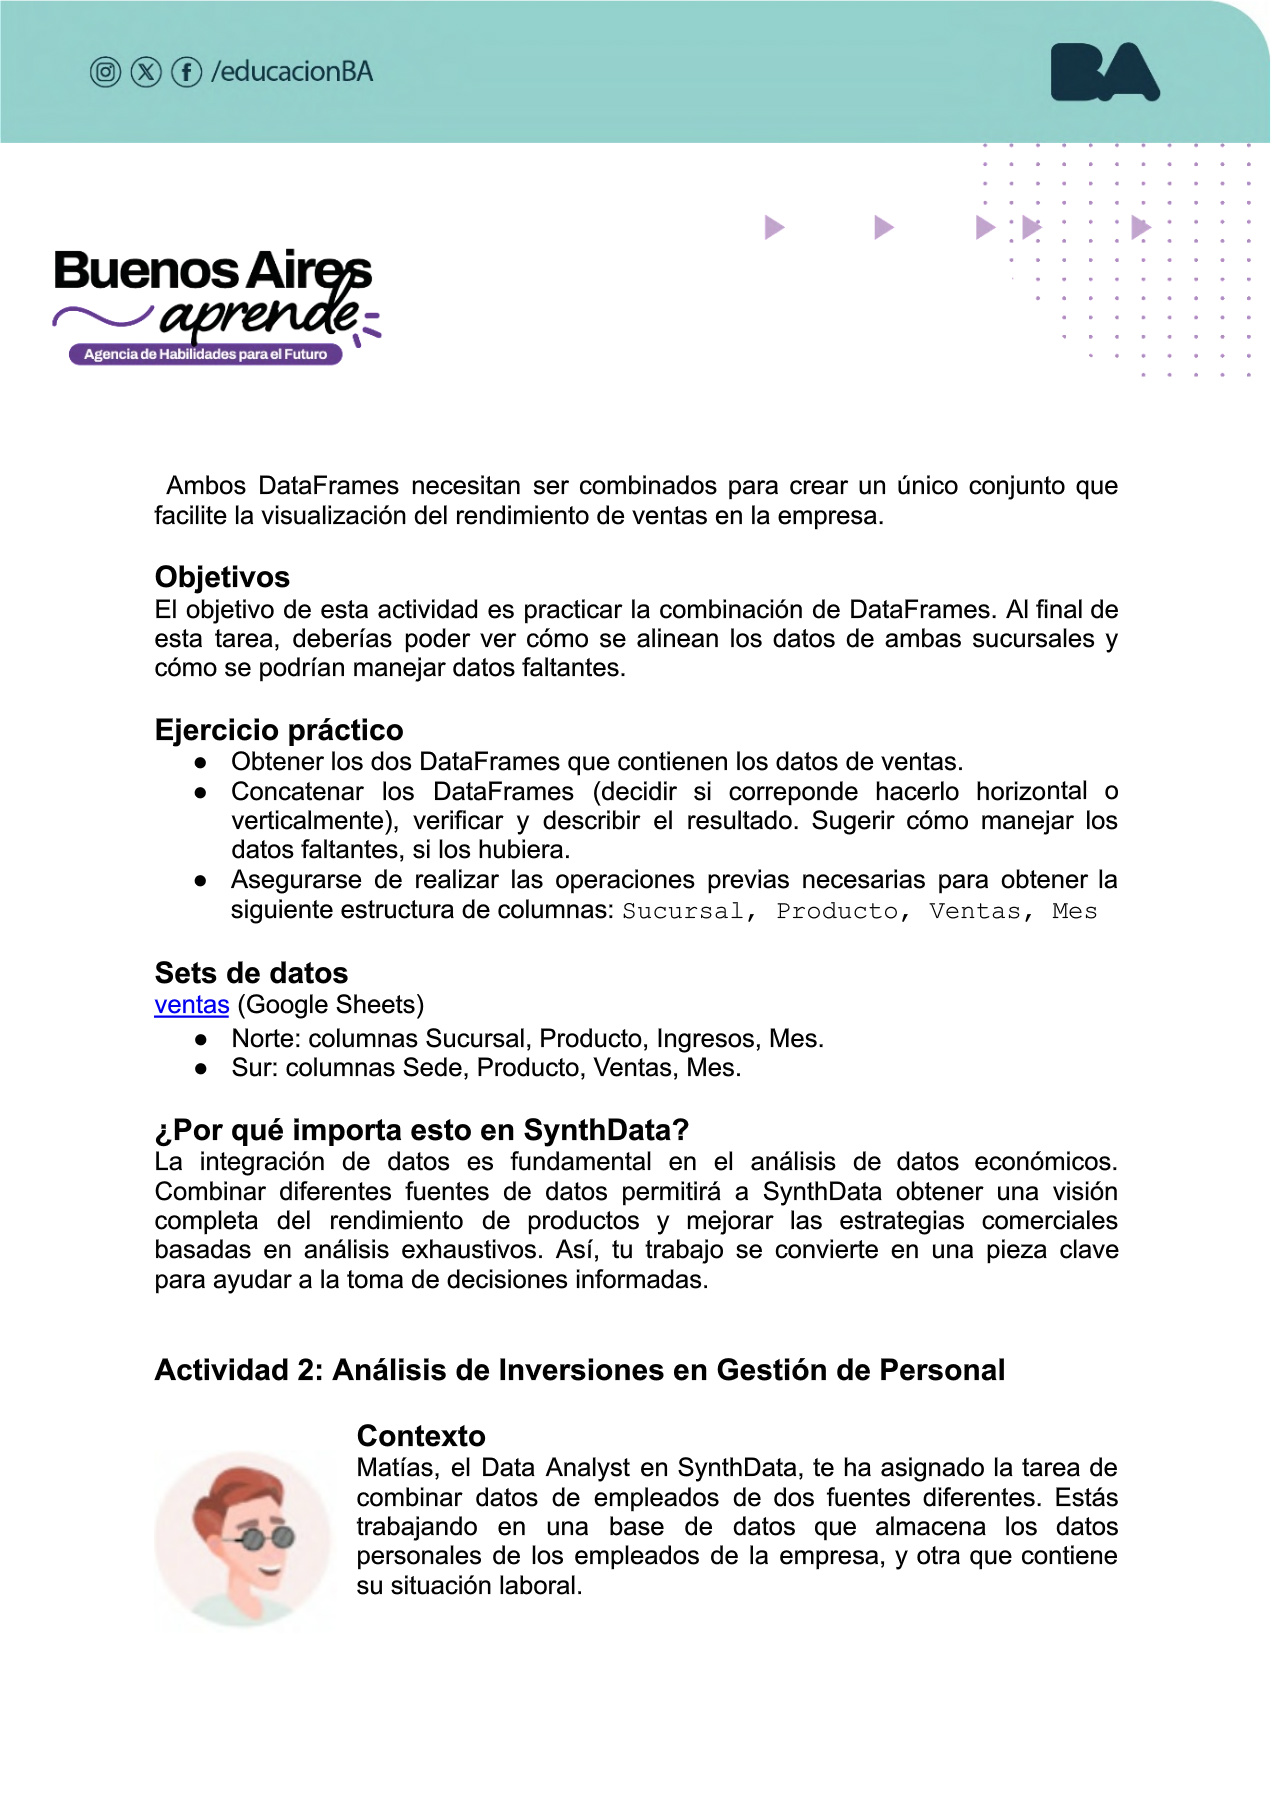 /educacionBA
BA
Buenos Aires
aprende
Agencia de Habilidades para el Futuro
Ambos DataFrames necesitan ser combinados para crear un único conjunto que
facilite la visualización del rendimiento de ventas en la empresa.
Objetivos
El objetivo de esta actividad es practicar la combinación de DataFrames. Al final de
esta tarea, deberías poder ver cómo se alinean los datos de ambas sucursales y
cómo se podrían manejar datos faltantes.
Ejercicio práctico
● Obtener los dos DataFrames que contienen los datos de ventas.
● Concatenar los DataFrames (decidir si correponde hacerlo horizontal o
verticalmente), verificar y describir el resultado. Sugerir cómo manejar los
datos faltantes, si los hubiera.
● Asegurarse de realizar las operaciones previas necesarias para obtener la
siguiente estructura de columnas: Sucursal, Producto, Ventas, Mes
Sets de datos
ventas (Google Sheets)
● Norte: columnas Sucursal, Producto, Ingresos, Mes.
● Sur: columnas Sede, Producto, Ventas, Mes.
¿Por qué importa esto en SynthData?
La integración de datos es fundamental en el análisis de datos económicos.
Combinar diferentes fuentes de datos permitirá a SynthData obtener una visión
completa del rendimiento de productos y mejorar las estrategias comerciales
basadas en análisis exhaustivos. Así, tu trabajo se convierte en una pieza clave
para ayudar a la toma de decisiones informadas.
Actividad 2: Análisis de Inversiones en Gestión de Personal
Contexto
Matías, el Data Analyst en SynthData, te ha asignado la tarea de
combinar datos de empleados de dos fuentes diferentes. Estás
trabajando en una base de datos que almacena los datos
personales de los empleados de la empresa, y otra que contiene
su situación laboral.